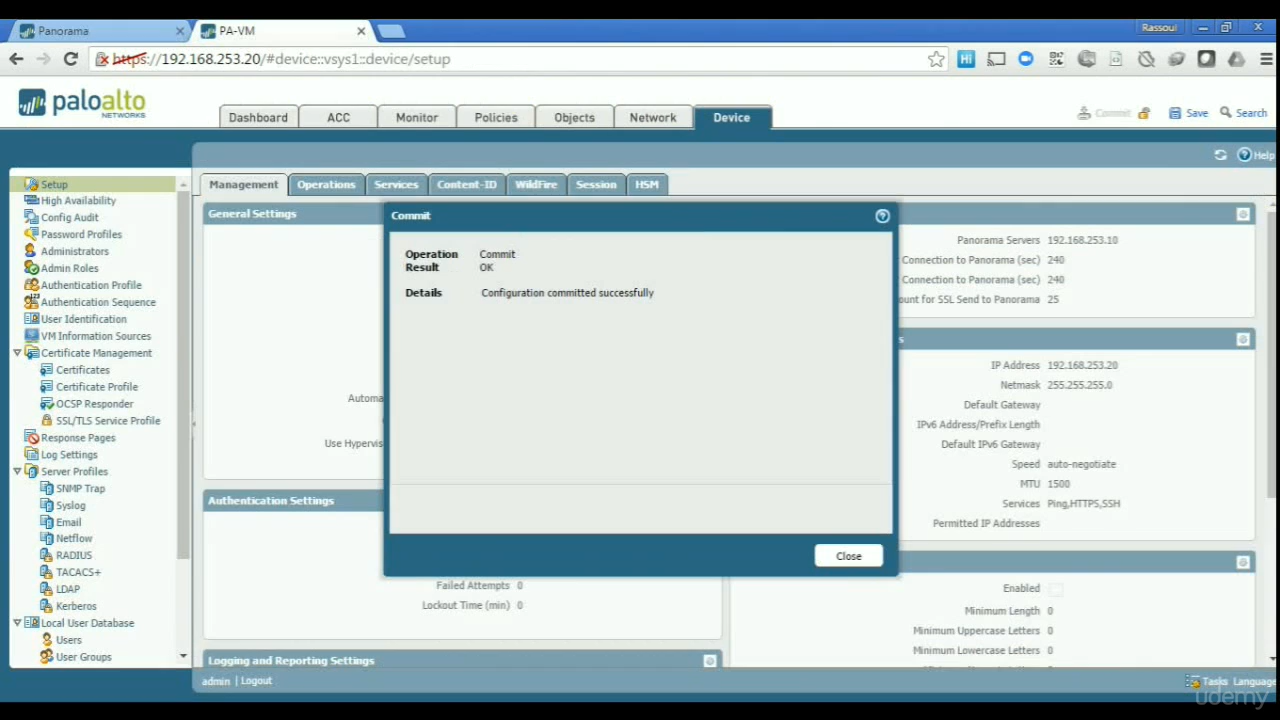 Panorama
PA-VM
Rassoul
https://192.168.253.20/#device::vsys1::device/setup
Hi
paloalto
NETWORKS
Dashboard
ACC
Monitor
Policies
Objects
Network
Device
Commit
Save
Search
Help
Setup
High Availability
Config Audit
Password Profiles
Administrators
Admin Roles
Authentication Profile
Authentication Sequence
User Identification
VM Information Sources
Certificate Management
Certificates
Certificate Profile
OCSP Responder
SSL/TLS Service Profile
Response Pages
Log Settings
Server Profiles
SNMP Trap
Syslog
Email
Netflow
RADIUS
TACACS+
LDAP
Kerberos
Local User Database
Users
User Groups
Management
Operations
Services
Content-ID
WildFire
Session
HSM
General Settings
Automa
Use Hypervis
Authentication Settings
Failed Attempts 0
Lockout Time (min) 0
Logging and Reporting Settings
Commit
Operation Commit
Result OK
Details Configuration committed successfully
Close
Panorama Servers 192.168.253.10
Connection to Panorama (sec) 240
Connection to Panorama (sec) 240
ount for SSL Send to Panorama 25
s
IP Address 192.168.253.20
Netmask 255.255.255.0
Default Gateway
IPv6 Address/Prefix Length
Default IPv6 Gateway
Speed auto-negotiate
MTU 1500
Services Ping,HTTPS,SSH
Permitted IP Addresses
Enabled
Minimum Length 0
Minimum Uppercase Letters 0
Minimum Lowercase Letters 0
admin | Logout
Tasks Language
udemy